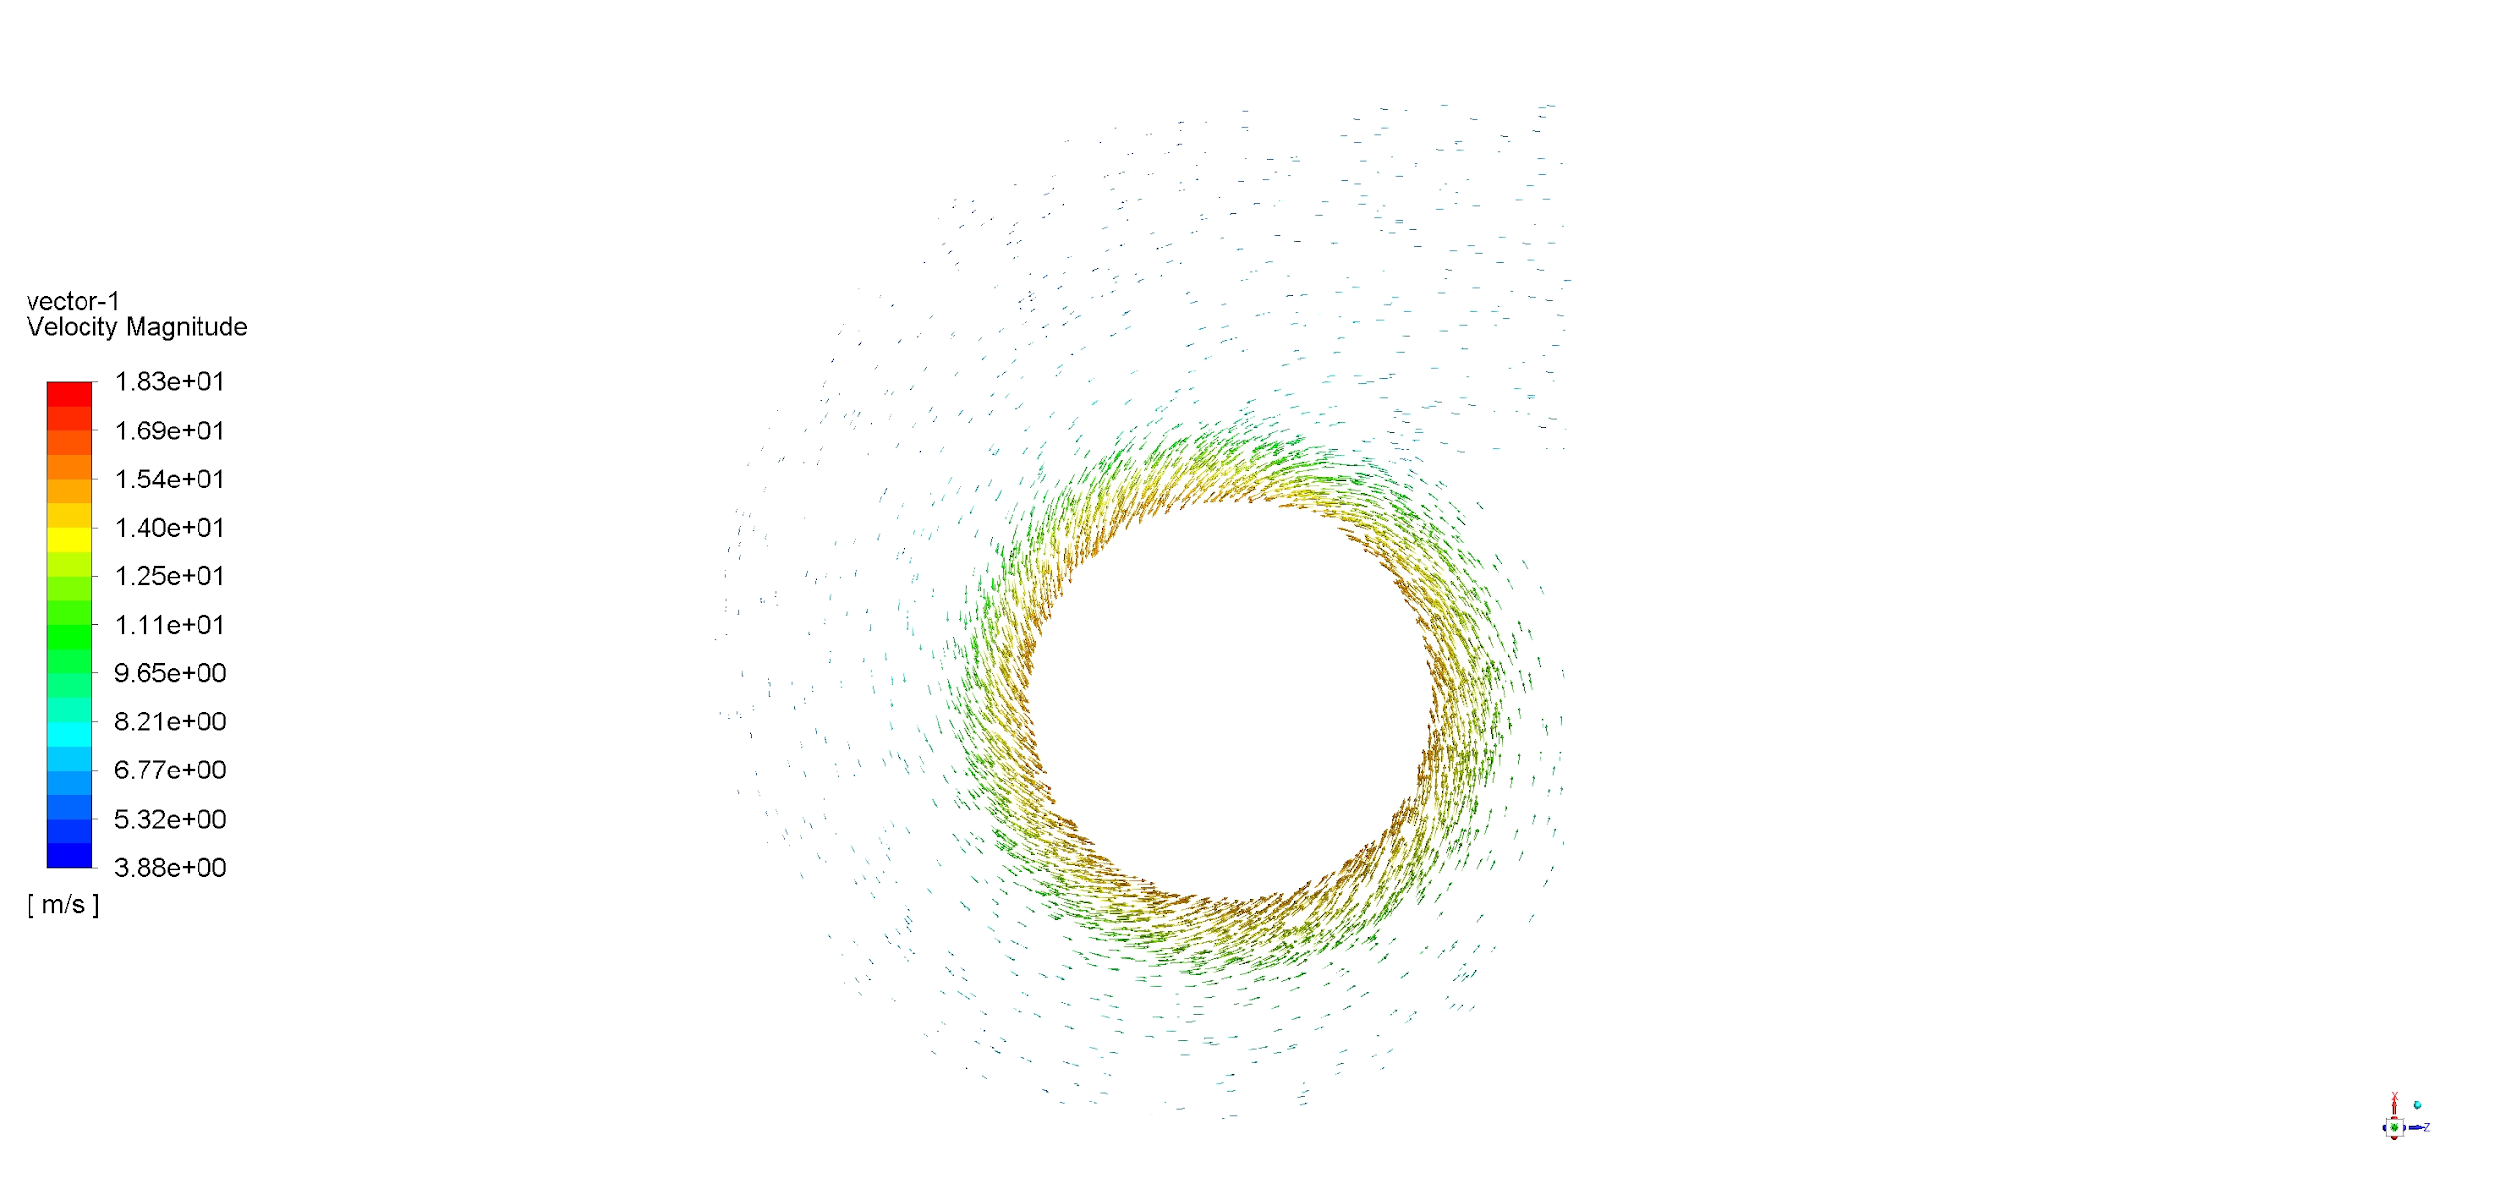 vector-1
Velocity Magnitude
1.83e+01
1.69e+01
1.54e+01
1.40e+01
1.25e+01
1.11e+01
9.65e+00
8.21e+00
6.77e+00
5.32e+00
3.88e+00
[ m/s ]
X
Z